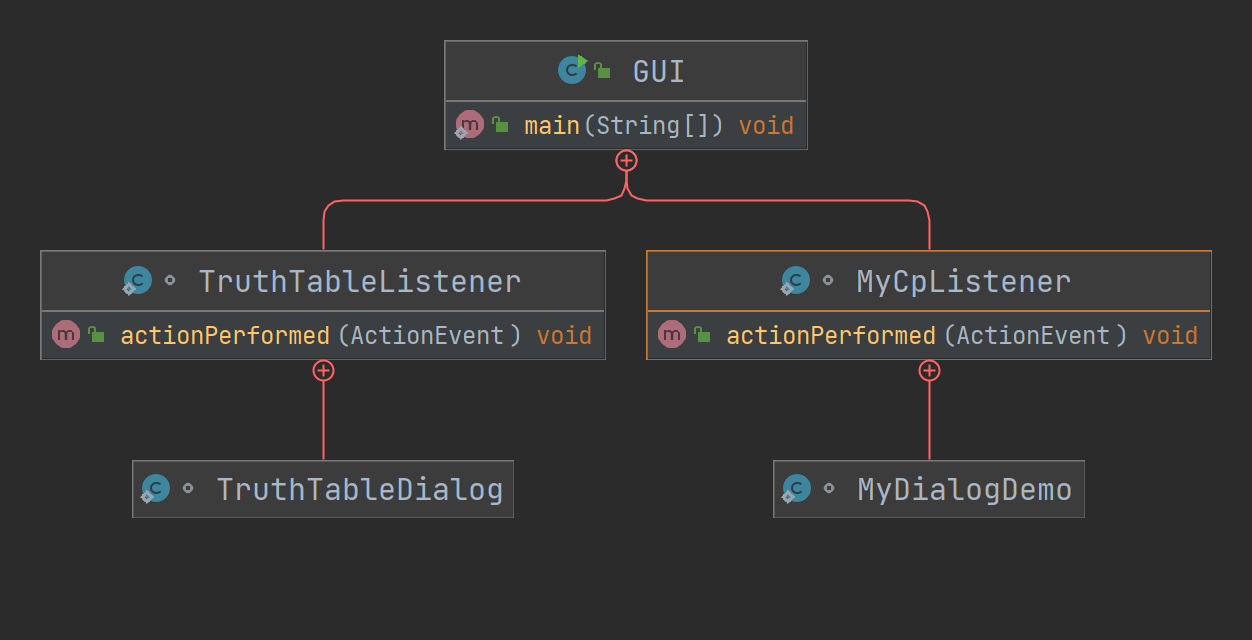 GUI
main(String[]) void
TruthTableListener
actionPerformed(ActionEvent) void
MyCpListener
actionPerformed(ActionEvent) void
TruthTableDialog
MyDialogDemo